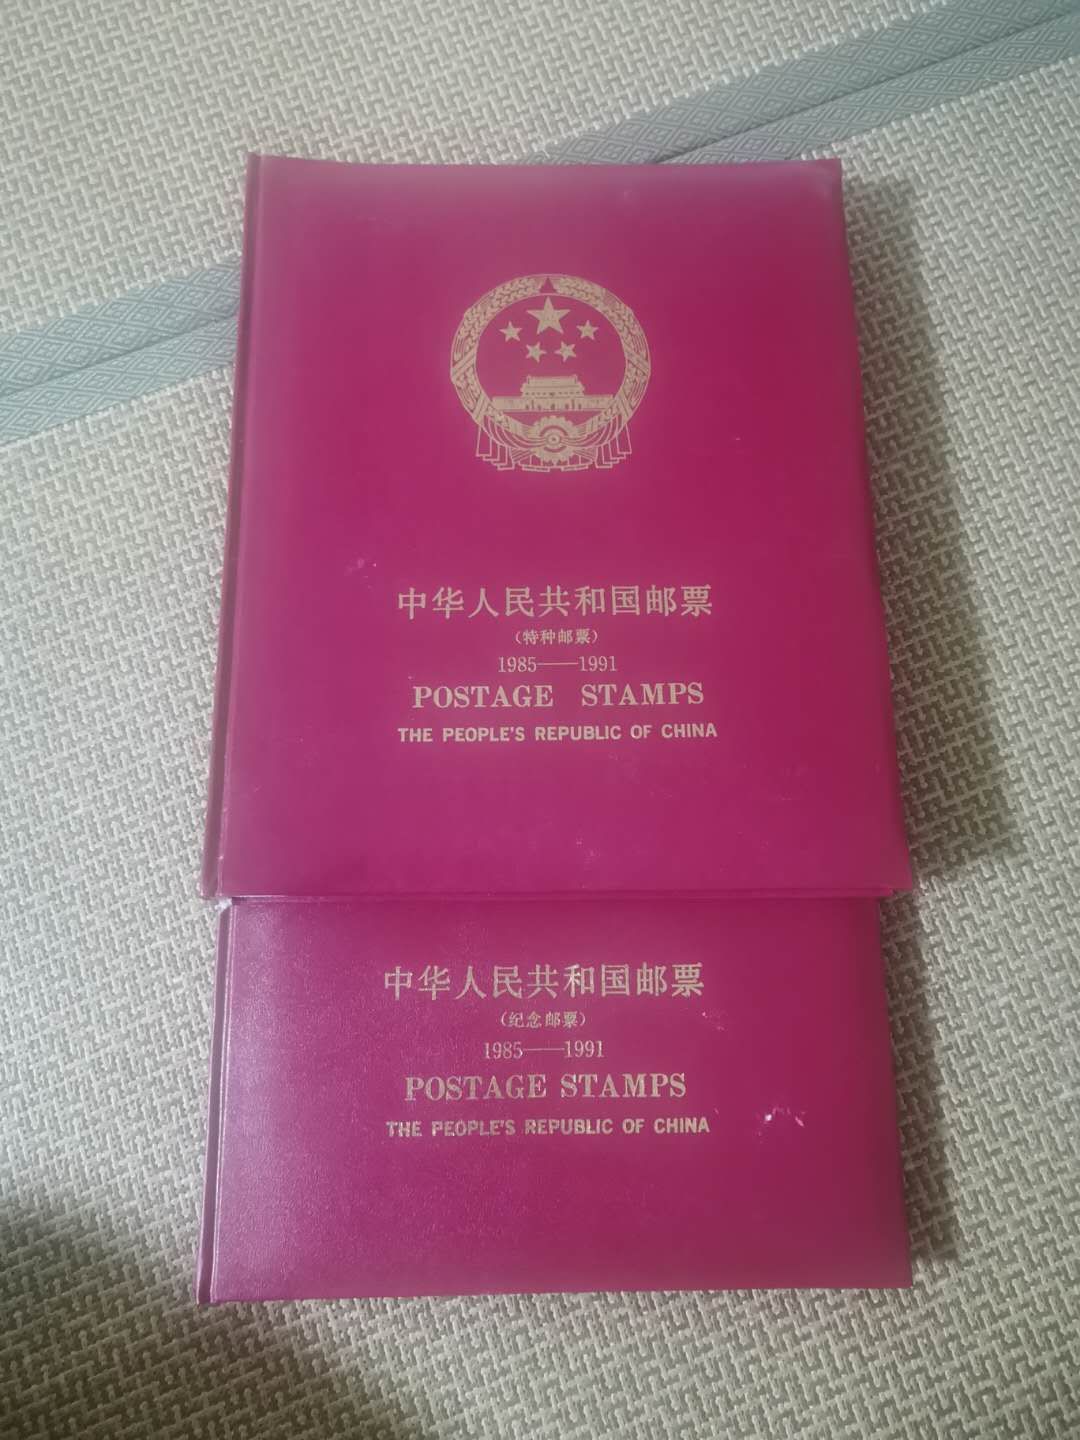 中华人民共和国邮票
（特种邮票）
1985——1991
POSTAGE STAMPS
THE PEOPLE'S REPUBLIC OF CHINA
中华人民共和国邮票
（纪念邮票）
1985——1991
POSTAGE STAMPS
THE PEOPLE'S REPUBLIC OF CHINA